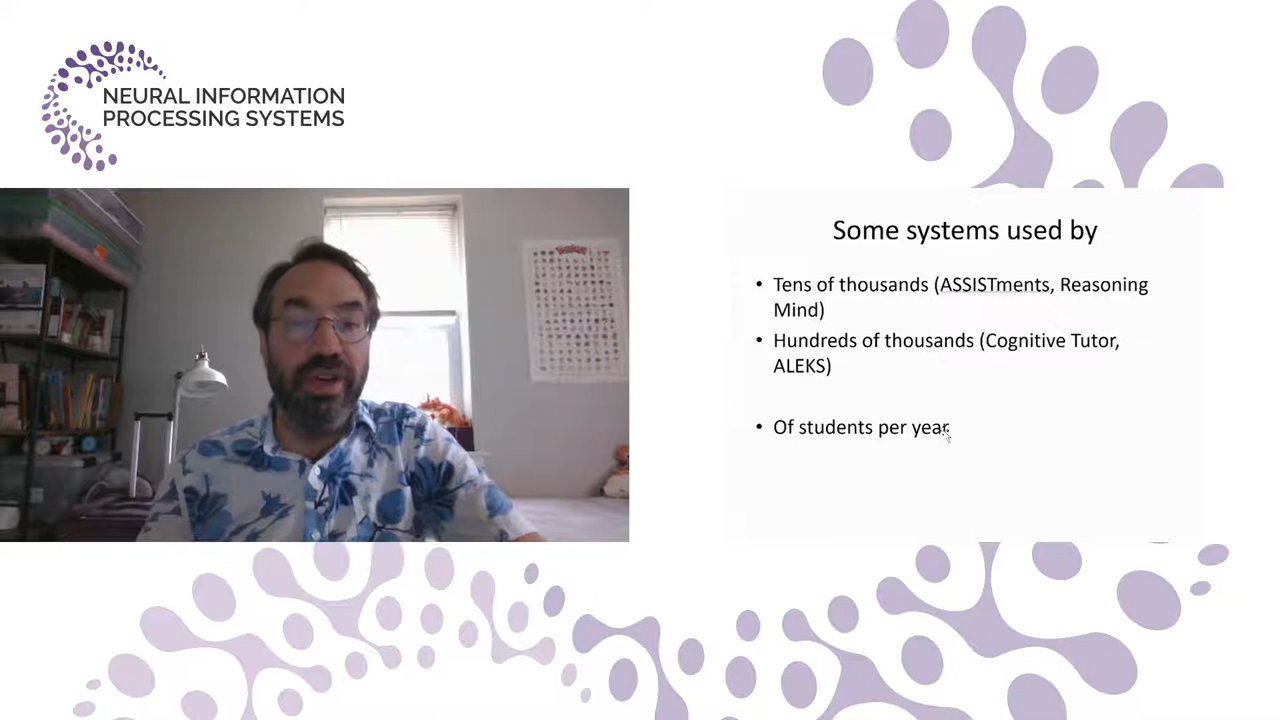 NEURAL INFORMATION
PROCESSING SYSTEMS
Some systems used by
• Tens of thousands (ASSISTments, Reasoning
Mind)
• Hundreds of thousands (Cognitive Tutor,
ALEKS)
• Of students per year